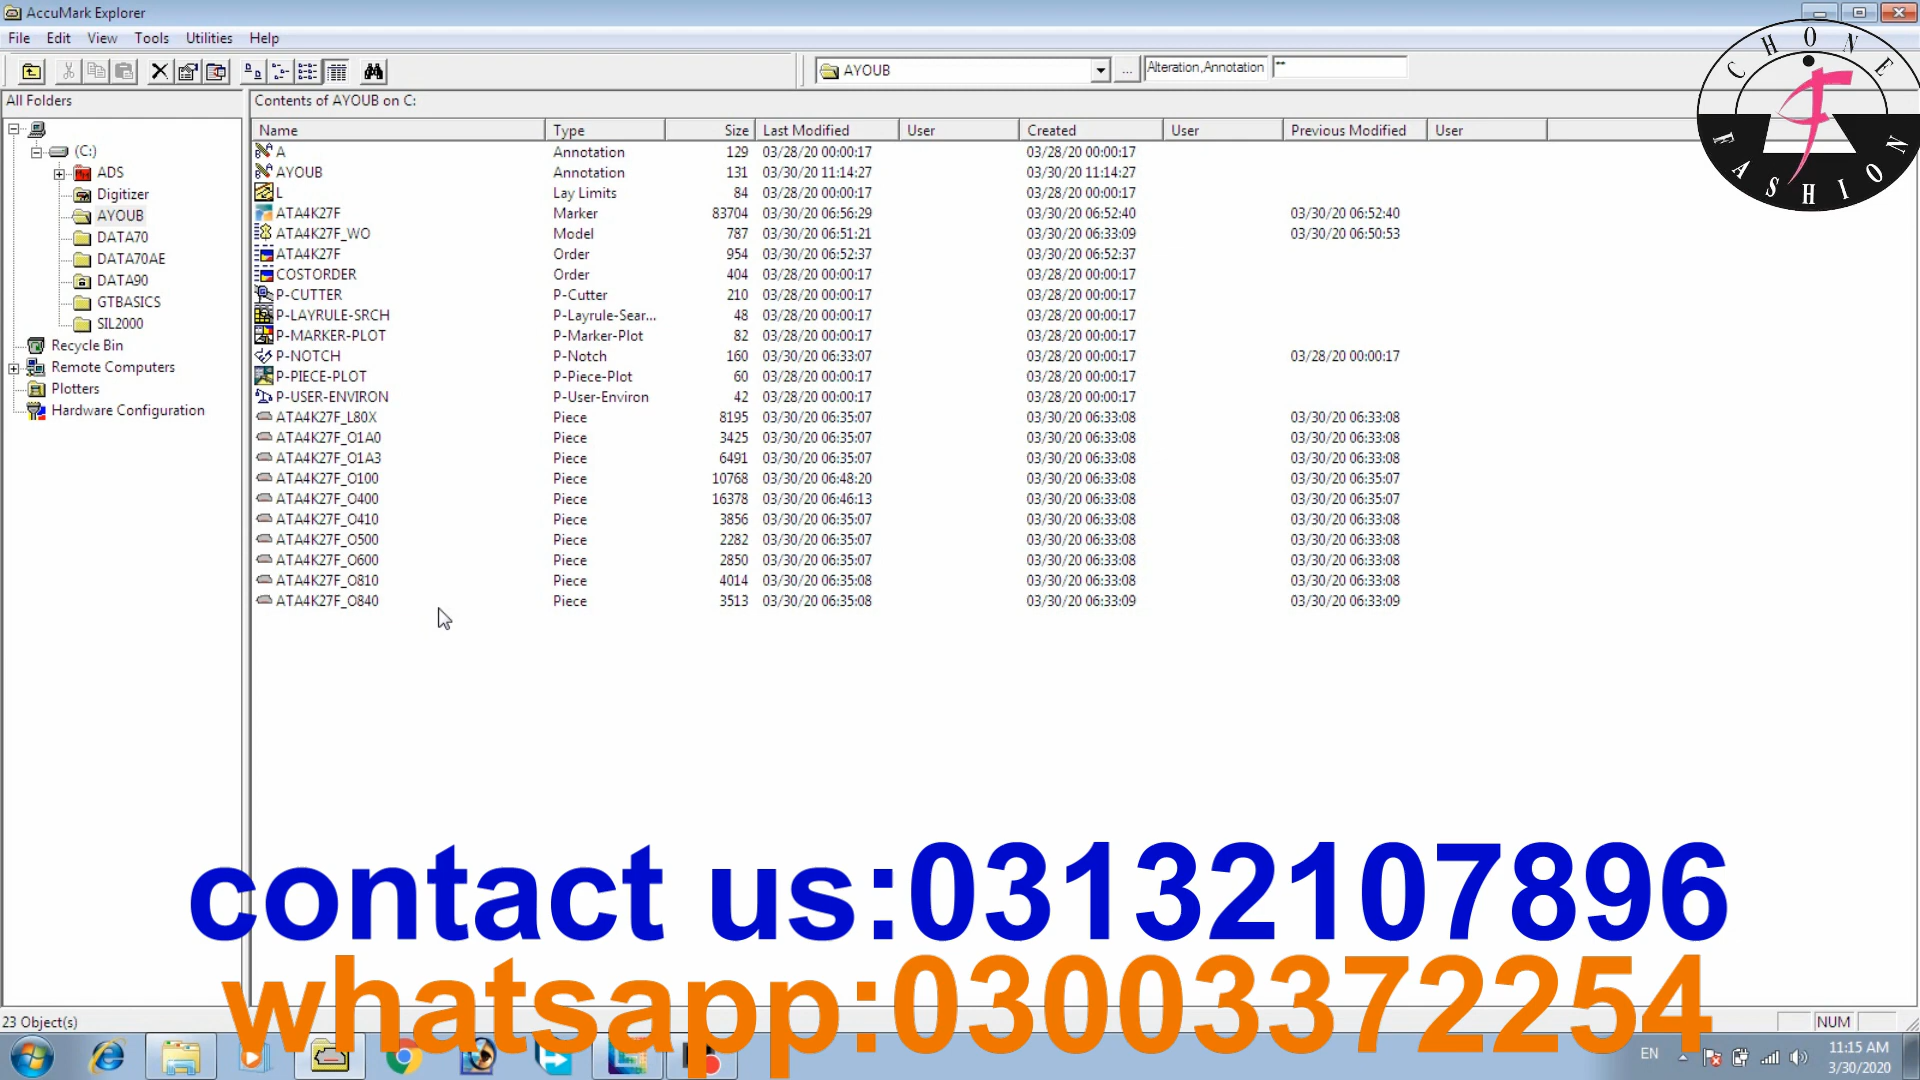 AccuMark Explorer
File Edit View Tools Utilities Help
AYOUB ... Alteration,Annotation **
All Folders
Contents of AYOUB on C:
(C:)
ADS
Digitizer
AYOUB
DATA70
DATA70AE
DATA90
GTBASICS
SIL2000
Recycle Bin
Remote Computers
Plotters
Hardware Configuration
Name Type Size Last Modified User Created User Previous Modified User
A Annotation 129 03/28/20 00:00:17 03/28/20 00:00:17
AYOUB Annotation 131 03/30/20 11:14:27 03/30/20 11:14:27
L Lay Limits 84 03/28/20 00:00:17 03/28/20 00:00:17
ATA4K27F Marker 83704 03/30/20 06:56:29 03/30/20 06:52:40 03/30/20 06:52:40
ATA4K27F_WO Model 787 03/30/20 06:51:21 03/30/20 06:33:09 03/30/20 06:50:53
ATA4K27F Order 954 03/30/20 06:52:37 03/30/20 06:52:37
COSTORDER Order 404 03/28/20 00:00:17 03/28/20 00:00:17
P-CUTTER P-Cutter 210 03/28/20 00:00:17 03/28/20 00:00:17
P-LAYRULE-SRCH P-Layrule-Sear... 48 03/28/20 00:00:17 03/28/20 00:00:17
P-MARKER-PLOT P-Marker-Plot 82 03/28/20 00:00:17 03/28/20 00:00:17
P-NOTCH P-Notch 160 03/30/20 06:33:07 03/28/20 00:00:17 03/28/20 00:00:17
P-PIECE-PLOT P-Piece-Plot 60 03/28/20 00:00:17 03/28/20 00:00:17
P-USER-ENVIRON P-User-Environ 42 03/28/20 00:00:17 03/28/20 00:00:17
ATA4K27F_L80X Piece 8195 03/30/20 06:35:07 03/30/20 06:33:08 03/30/20 06:33:08
ATA4K27F_O1A0 Piece 3425 03/30/20 06:35:07 03/30/20 06:33:08 03/30/20 06:33:08
ATA4K27F_O1A3 Piece 6491 03/30/20 06:35:07 03/30/20 06:33:08 03/30/20 06:33:08
ATA4K27F_O100 Piece 10768 03/30/20 06:48:20 03/30/20 06:33:08 03/30/20 06:35:07
ATA4K27F_O400 Piece 16378 03/30/20 06:46:13 03/30/20 06:33:08 03/30/20 06:35:07
ATA4K27F_O410 Piece 3856 03/30/20 06:35:07 03/30/20 06:33:08 03/30/20 06:33:08
ATA4K27F_O500 Piece 2282 03/30/20 06:35:07 03/30/20 06:33:08 03/30/20 06:33:08
ATA4K27F_O600 Piece 2850 03/30/20 06:35:07 03/30/20 06:33:08 03/30/20 06:33:08
ATA4K27F_O810 Piece 4014 03/30/20 06:35:08 03/30/20 06:33:08 03/30/20 06:33:08
ATA4K27F_O840 Piece 3513 03/30/20 06:35:08 03/30/20 06:33:09 03/30/20 06:33:09
CHONE
FASHION
contact us:03132107896
whatsapp:03003372254
23 Object(s)
NUM
EN
11:15 AM
3/30/2020